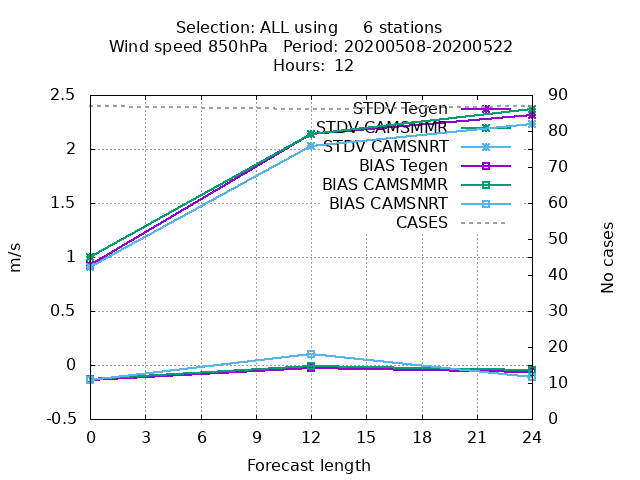 Selection: ALL using     6 stations
Wind speed 850hPa   Period: 20200508-20200522
Hours: 12
2.5
2
1.5
1
0.5
0
-0.5
m/s
STDV Tegen
STDV CAMSMMR
STDV CAMSNRT
BIAS Tegen
BIAS CAMSMMR
BIAS CAMSNRT
CASES
90
80
70
60
50
40
30
20
10
0
No cases
0 3 6 9 12 15 18 21 24
Forecast length